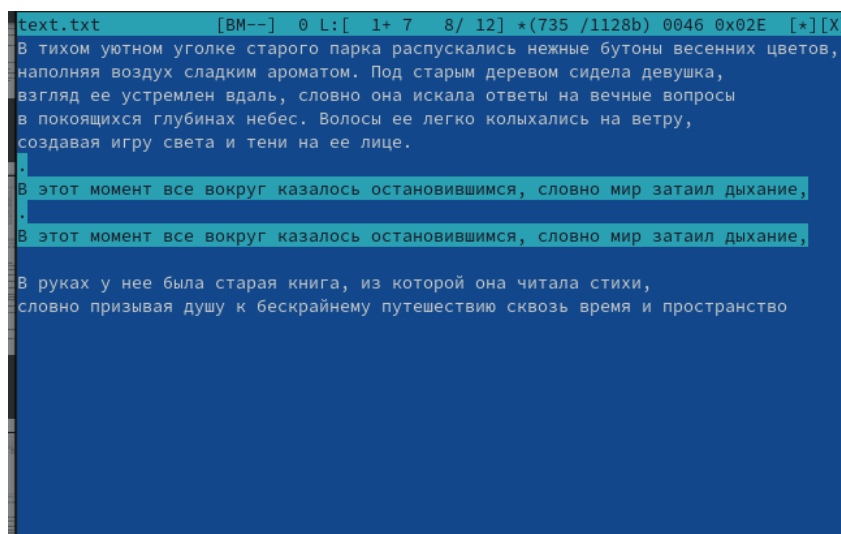 text.txt [BM--] 0 L:[ 1+ 7 8/ 12] *(735 /1128b) 0046 0x02E [*][X
В тихом уютном уголке старого парка распускались нежные бутоны весенних цветов,
наполняя воздух сладким ароматом. Под старым деревом сидела девушка,
взгляд ее устремлен вдаль, словно она искала ответы на вечные вопросы
в покоящихся глубинах небес. Волосы ее легко колыхались на ветру,
создавая игру света и тени на ее лице.
.
В этот момент все вокруг казалось остановившимся, словно мир затаил дыхание,
.
В этот момент все вокруг казалось остановившимся, словно мир затаил дыхание,
В руках у нее была старая книга, из которой она читала стихи,
словно призывая душу к бескрайнему путешествию сквозь время и пространство